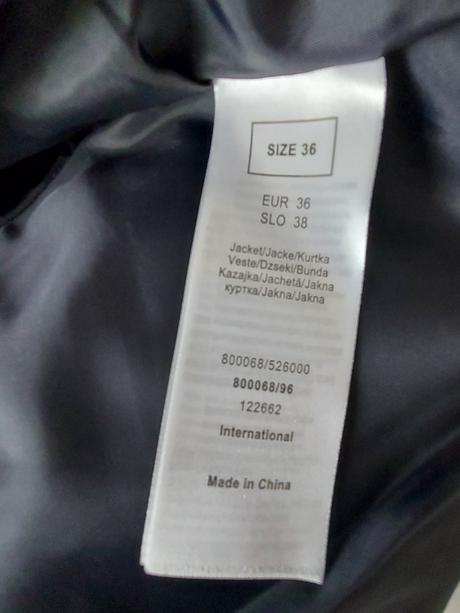 SIZE 36
EUR 36
SLO 38
Jacket/Jacke/Kurtka
Veste/Dzseki/Bunda
Kazajka/Jachetă/Jakna
куртка/Jakna/Jakna
800068/526000
800068/96
122662
International
Made in China